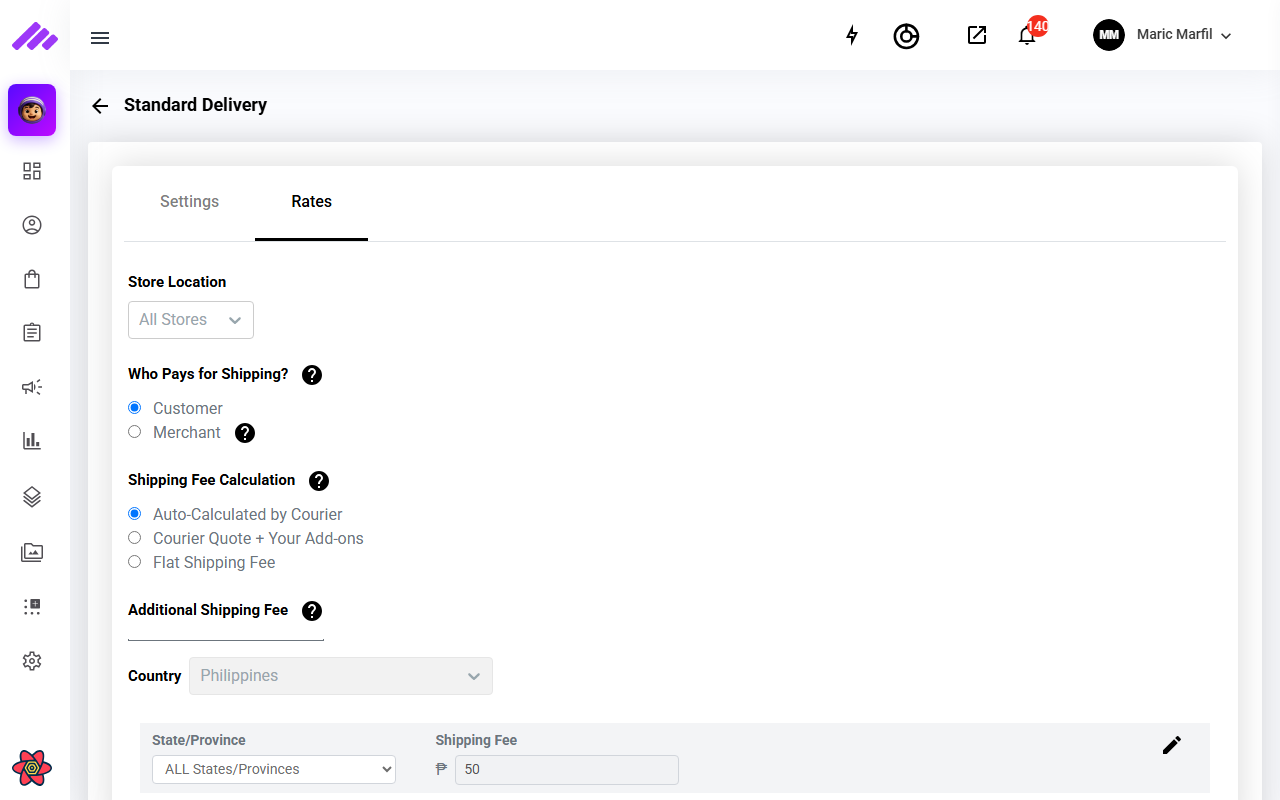 140
MM
Maric Marfil
Standard Delivery
Settings
Rates
Store Location
All Stores
Who Pays for Shipping?
Customer
Merchant
Shipping Fee Calculation
Auto-Calculated by Courier
Courier Quote + Your Add-ons
Flat Shipping Fee
Additional Shipping Fee
Country
Philippines
State/Province
Shipping Fee
ALL States/Provinces
₱ 50